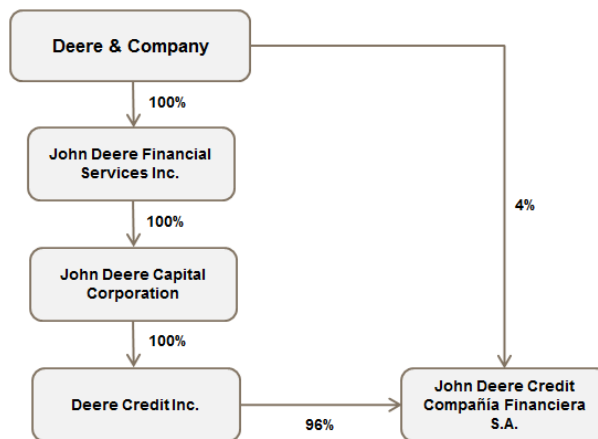 Deere & Company
100%
John Deere Financial
Services Inc.
100%
4%
John Deere Capital
Corporation
100%
Deere Credit Inc.
96%
John Deere Credit
Compañía Financiera
S.A.